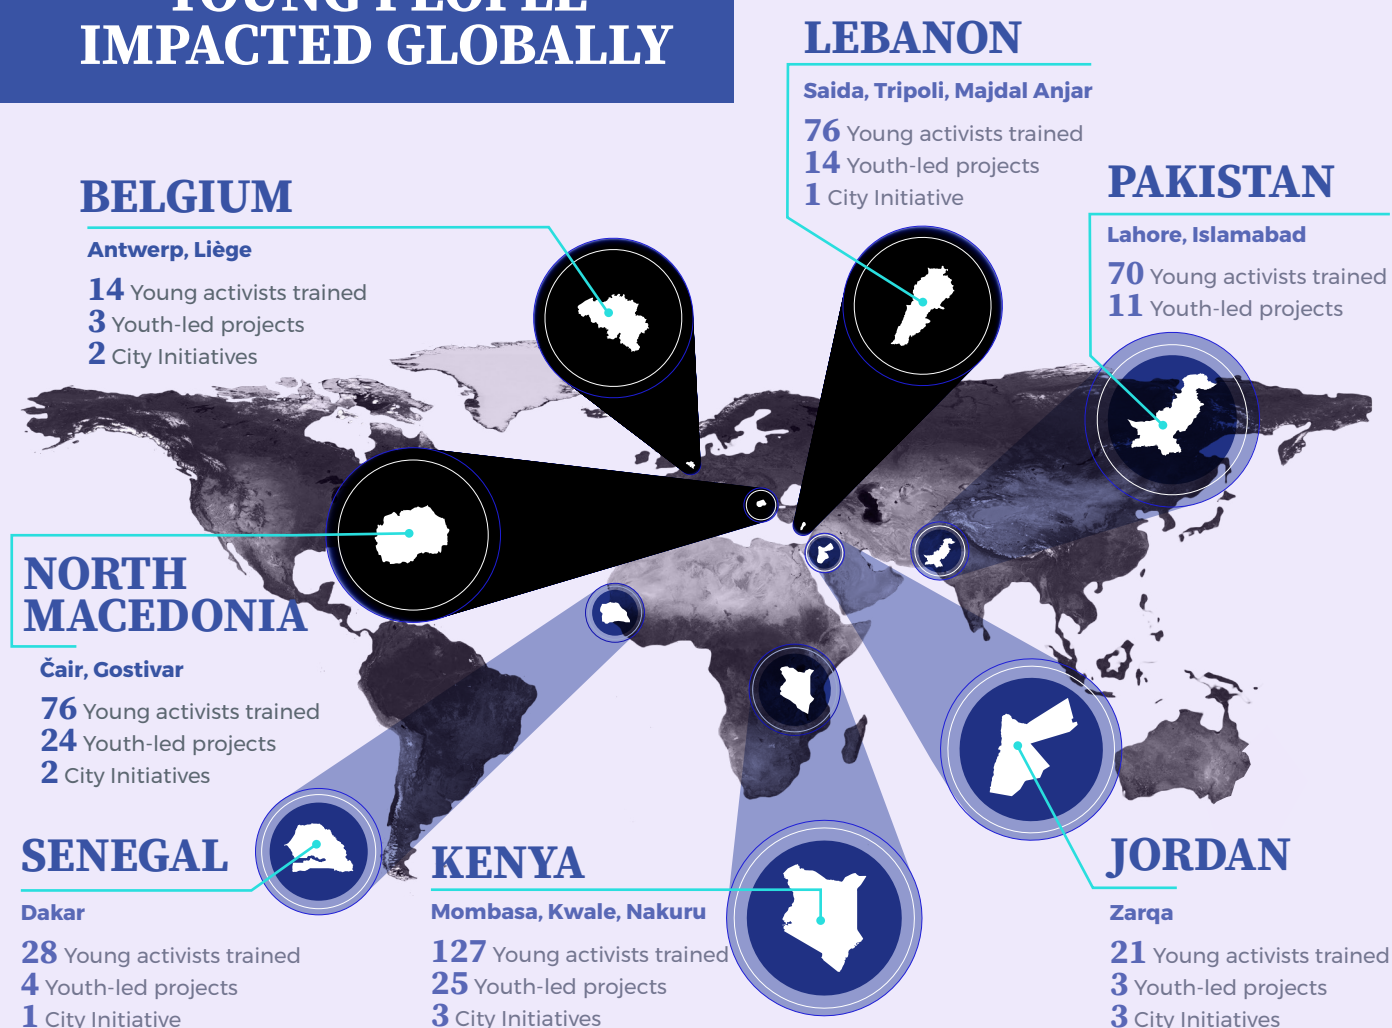 YOUNG PEOPLE
IMPACTED GLOBALLY
LEBANON
Saida, Tripoli, Majdal Anjar
76 Young activists trained
14 Youth-led projects
1 City Initiative
PAKISTAN
Lahore, Islamabad
70 Young activists trained
11 Youth-led projects
BELGIUM
Antwerp, Liège
14 Young activists trained
3 Youth-led projects
2 City Initiatives
NORTH
MACEDONIA
Čair, Gostivar
76 Young activists trained
24 Youth-led projects
2 City Initiatives
SENEGAL
Dakar
28 Young activists trained
4 Youth-led projects
1 City Initiative
KENYA
Mombasa, Kwale, Nakuru
127 Young activists trained
25 Youth-led projects
3 City Initiatives
JORDAN
Zarqa
21 Young activists trained
3 Youth-led projects
3 City Initiatives